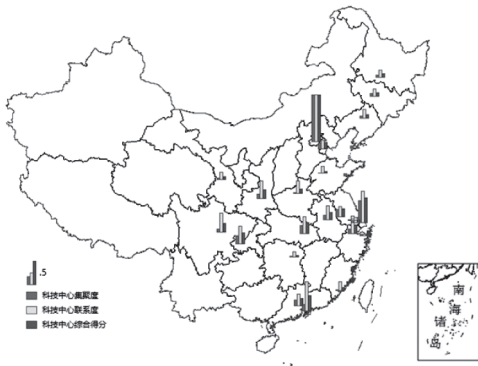 .5
科技中心集聚度
科技中心联系度
科技中心综合得分
南
海
诸
岛